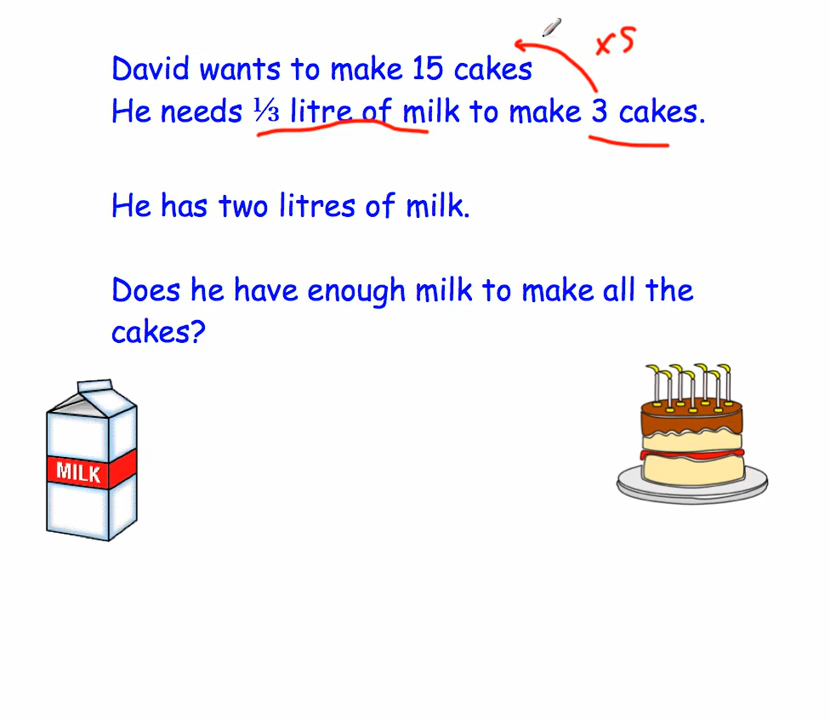 x5
David wants to make 15 cakes
He needs ⅓ litre of milk to make 3 cakes.
He has two litres of milk.
Does he have enough milk to make all the
cakes?
MILK